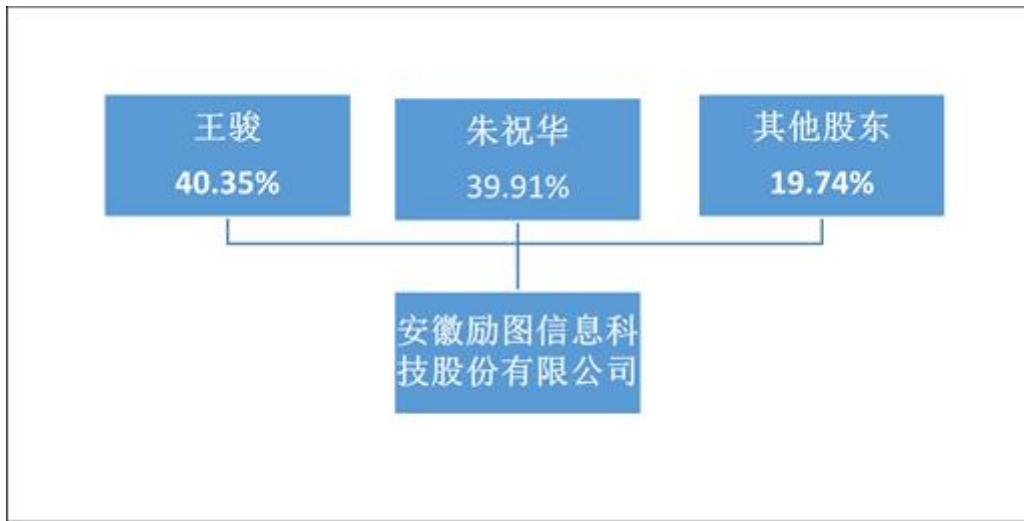 王骏
40.35%
朱祝华
39.91%
其他股东
19.74%
安徽励图信息科
技股份有限公司